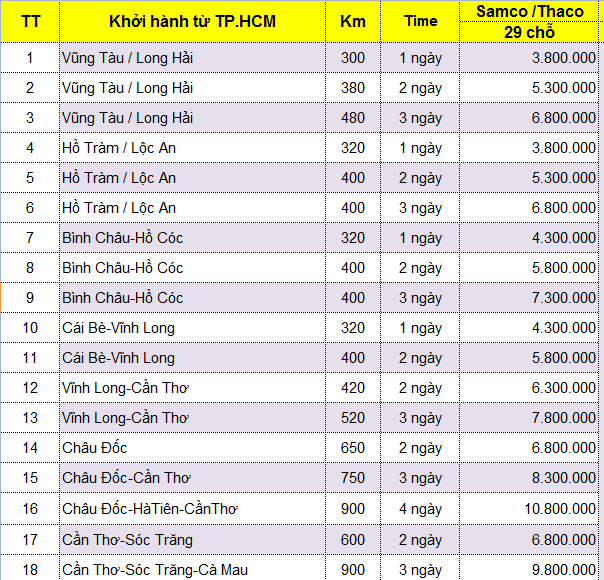 TT Khởi hành từ TP.HCM Km Time Samco /Thaco
29 chỗ
1 Vũng Tàu / Long Hải 300 1 ngày 3.800.000
2 Vũng Tàu / Long Hải 380 2 ngày 5.300.000
3 Vũng Tàu / Long Hải 480 3 ngày 6.800.000
4 Hồ Tràm / Lộc An 320 1 ngày 3.800.000
5 Hồ Tràm / Lộc An 400 2 ngày 5.300.000
6 Hồ Tràm / Lộc An 400 3 ngày 6.800.000
7 Bình Châu-Hồ Cóc 320 1 ngày 4.300.000
8 Bình Châu-Hồ Cóc 400 2 ngày 5.800.000
9 Bình Châu-Hồ Cóc 400 3 ngày 7.300.000
10 Cái Bè-Vĩnh Long 320 1 ngày 4.300.000
11 Cái Bè-Vĩnh Long 400 2 ngày 5.800.000
12 Vĩnh Long-Cần Thơ 420 2 ngày 6.300.000
13 Vĩnh Long-Cần Thơ 520 3 ngày 7.800.000
14 Châu Đốc 650 2 ngày 6.800.000
15 Châu Đốc-Cần Thơ 750 3 ngày 8.300.000
16 Châu Đốc-HàTiên-CầnThơ 900 4 ngày 10.800.000
17 Cần Thơ-Sóc Trăng 600 2 ngày 6.800.000
18 Cần Thơ-Sóc Trăng-Cà Mau 900 3 ngày 9.800.000